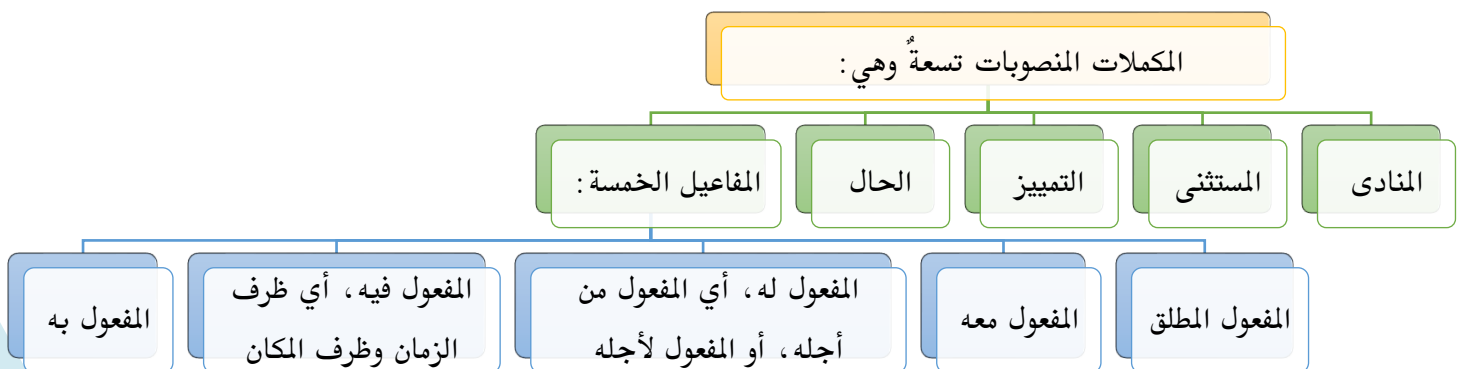 المكملات المنصوبات تسعةٌ وهي:
المنادى
المستثنى
التمييز
الحال
المفاعيل الخمسة:
المفعول المطلق
المفعول معه
المفعول له، أي المفعول من
أجله، أو المفعول لأجله
المفعول فيه، أي ظرف
الزمان وظرف المكان
المفعول به